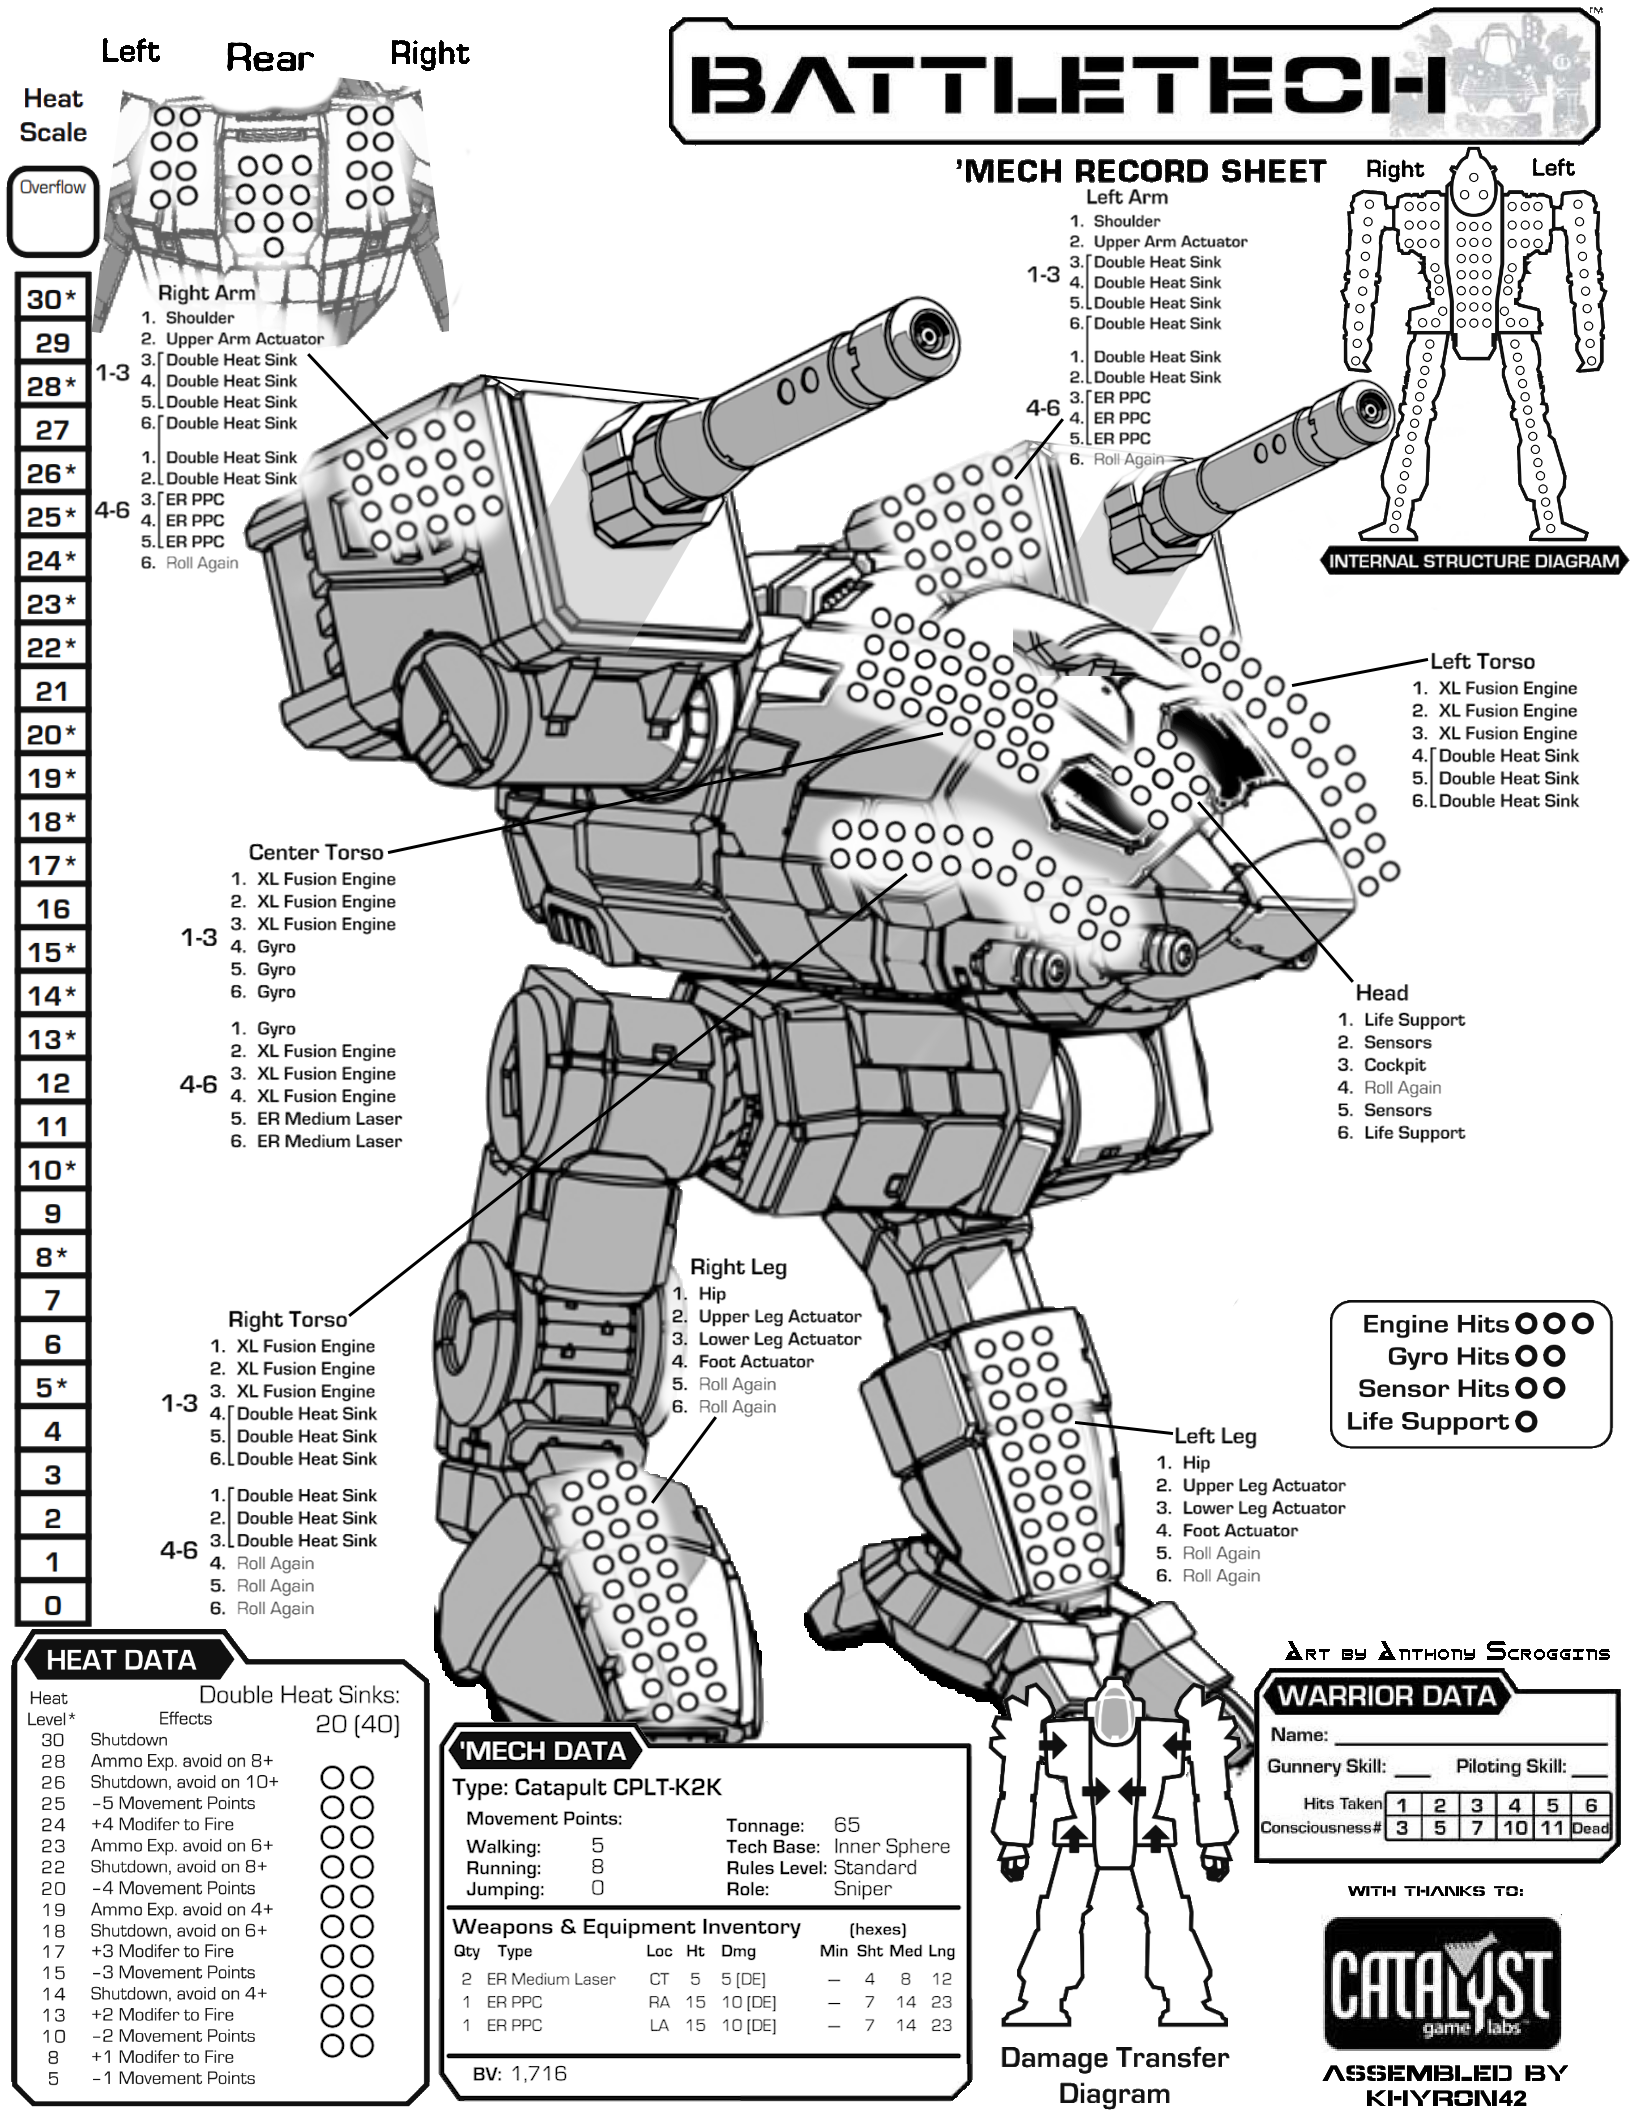 Left Rear Right
Heat
Scale
Overflow
30*
29
28*
27
26*
25*
24*
23*
22*
21
20*
19*
18*
17*
16
15*
14*
13*
12
11
10*
9
8*
7
6
5*
4
3
2
1
0
BATTLETECH
TM
'MECH RECORD SHEET
Right Arm
1. Shoulder
2. Upper Arm Actuator
1-3
3. Double Heat Sink
4. Double Heat Sink
5. Double Heat Sink
6. Double Heat Sink
4-6
1. Double Heat Sink
2. Double Heat Sink
3. ER PPC
4. ER PPC
5. ER PPC
6. Roll Again
Left Arm
1. Shoulder
2. Upper Arm Actuator
1-3
3. Double Heat Sink
4. Double Heat Sink
5. Double Heat Sink
6. Double Heat Sink
4-6
1. Double Heat Sink
2. Double Heat Sink
3. ER PPC
4. ER PPC
5. ER PPC
6. Roll Again
Right Left
INTERNAL STRUCTURE DIAGRAM
Left Torso
1. XL Fusion Engine
2. XL Fusion Engine
3. XL Fusion Engine
4. Double Heat Sink
5. Double Heat Sink
6. Double Heat Sink
Center Torso
1-3
1. XL Fusion Engine
2. XL Fusion Engine
3. XL Fusion Engine
4. Gyro
5. Gyro
6. Gyro
4-6
1. Gyro
2. XL Fusion Engine
3. XL Fusion Engine
4. XL Fusion Engine
5. ER Medium Laser
6. ER Medium Laser
Head
1. Life Support
2. Sensors
3. Cockpit
4. Roll Again
5. Sensors
6. Life Support
Right Torso
1-3
1. XL Fusion Engine
2. XL Fusion Engine
3. XL Fusion Engine
4. Double Heat Sink
5. Double Heat Sink
6. Double Heat Sink
4-6
1. Double Heat Sink
2. Double Heat Sink
3. Double Heat Sink
4. Roll Again
5. Roll Again
6. Roll Again
Right Leg
1. Hip
2. Upper Leg Actuator
3. Lower Leg Actuator
4. Foot Actuator
5. Roll Again
6. Roll Again
Left Leg
1. Hip
2. Upper Leg Actuator
3. Lower Leg Actuator
4. Foot Actuator
5. Roll Again
6. Roll Again
Engine Hits
Gyro Hits
Sensor Hits
Life Support
HEAT DATA
Heat
Level* Effects
Double Heat Sinks:
20 (40)
30 Shutdown
28 Ammo Exp. avoid on 8+
26 Shutdown, avoid on 10+
25 -5 Movement Points
24 +4 Modifer to Fire
23 Ammo Exp. avoid on 6+
22 Shutdown, avoid on 8+
20 -4 Movement Points
19 Ammo Exp. avoid on 4+
18 Shutdown, avoid on 6+
17 +3 Modifer to Fire
15 -3 Movement Points
14 Shutdown, avoid on 4+
13 +2 Modifer to Fire
10 -2 Movement Points
8 +1 Modifer to Fire
5 -1 Movement Points
'MECH DATA
Type: Catapult CPLT-K2K
Movement Points:
Walking: 5
Running: 8
Jumping: 0
Tonnage: 65
Tech Base: Inner Sphere
Rules Level: Standard
Role: Sniper
Weapons & Equipment Inventory (hexes)
Qty Type Loc Ht Dmg Min Sht Med Lng
2 ER Medium Laser CT 5 5 [DE] — 4 8 12
1 ER PPC RA 15 10 [DE] — 7 14 23
1 ER PPC LA 15 10 [DE] — 7 14 23
BV: 1,716
Damage Transfer
Diagram
Art by Anthony Scroggins
WARRIOR DATA
Name:
Gunnery Skill: Piloting Skill:
Hits Taken 1 2 3 4 5 6
Consciousness# 3 5 7 10 11 Dead
WITH THANKS TO:
CATALYST
game labs
ASSEMBLED BY
KHYRON42